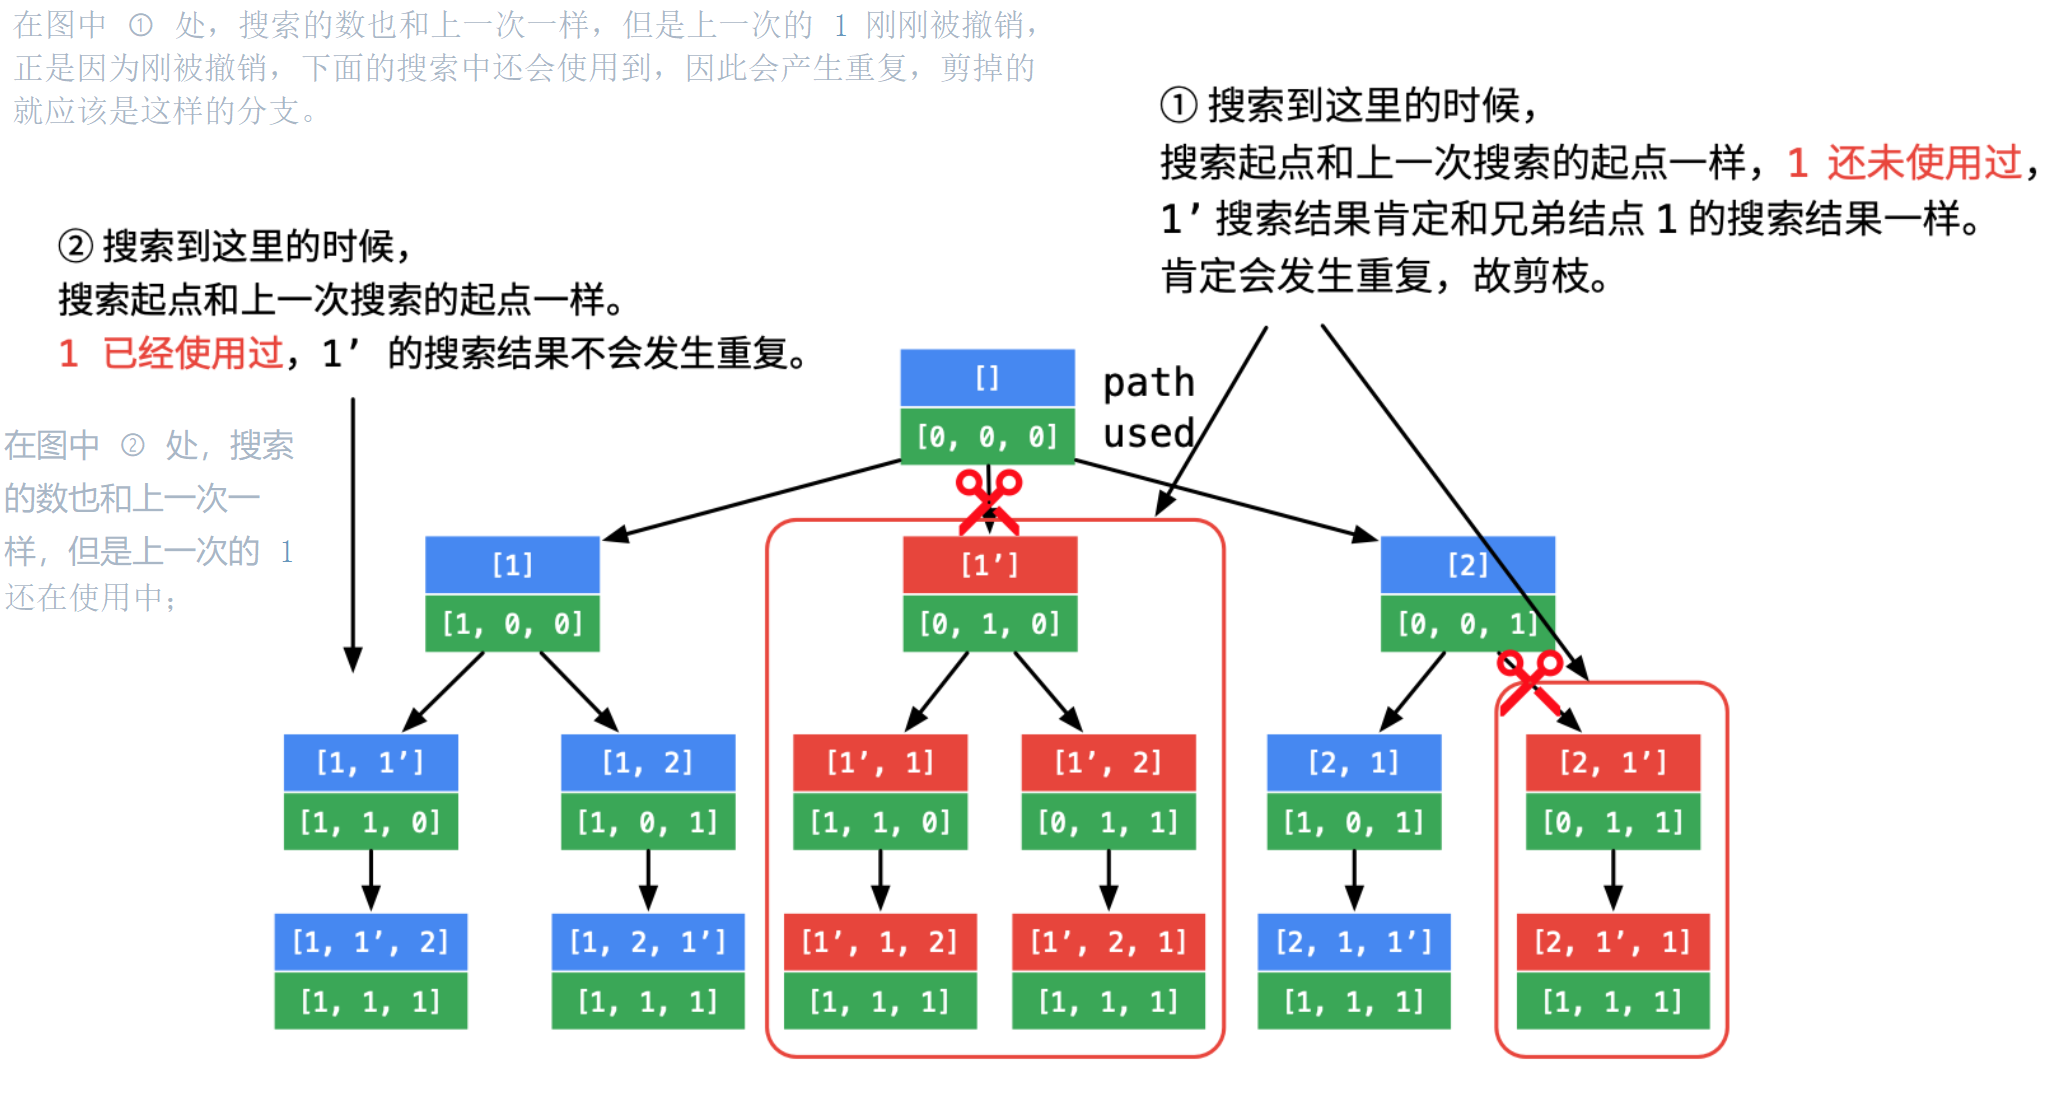 在图中 ① 处，搜索的数也和上一次一样，但是上一次的 1 刚刚被撤销，
正是因为刚被撤销，下面的搜索中还会使用到，因此会产生重复，剪掉的
就应该是这样的分支。
① 搜索到这里的时候，
搜索起点和上一次搜索的起点一样，1 还未使用过，
1’ 搜索结果肯定和兄弟结点 1 的搜索结果一样。
肯定会发生重复，故剪枝。
② 搜索到这里的时候，
搜索起点和上一次搜索的起点一样。
1 已经使用过，1’ 的搜索结果不会发生重复。
在图中 ② 处，搜索
的数也和上一次一
样，但是上一次的 1
还在使用中；
[] path
[0, 0, 0] used
[1] [1’] [2]
[1, 0, 0] [0, 1, 0] [0, 0, 1]
[1, 1’] [1, 2] [1’, 1] [1’, 2] [2, 1] [2, 1’]
[1, 1, 0] [1, 0, 1] [1, 1, 0] [0, 1, 1] [1, 0, 1] [0, 1, 1]
[1, 1’, 2] [1, 2, 1’] [1’, 1, 2] [1’, 2, 1] [2, 1, 1’] [2, 1’, 1]
[1, 1, 1] [1, 1, 1] [1, 1, 1] [1, 1, 1] [1, 1, 1] [1, 1, 1]